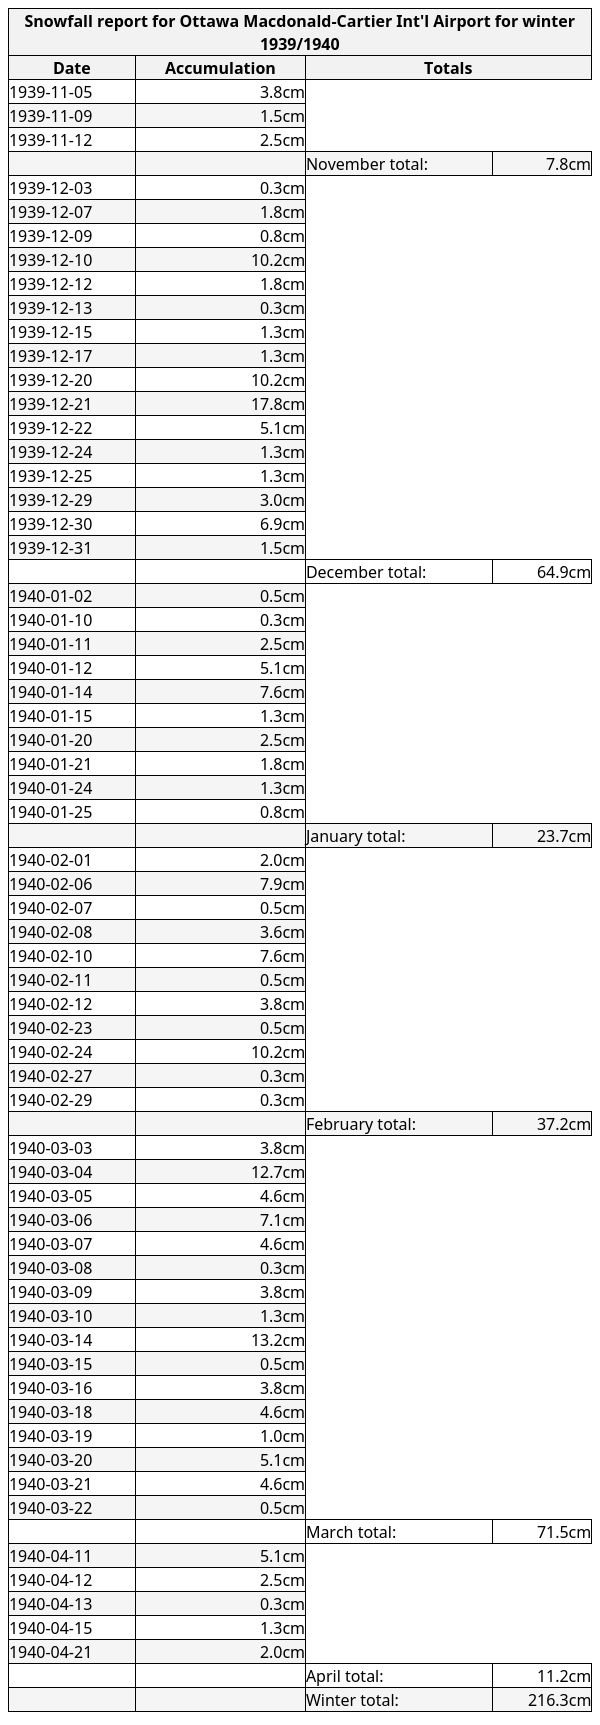 Snowfall report for Ottawa Macdonald-Cartier Int'l Airport for winter
1939/1940
Date Accumulation Totals
1939-11-05 3.8cm
1939-11-09 1.5cm
1939-11-12 2.5cm
November total: 7.8cm
1939-12-03 0.3cm
1939-12-07 1.8cm
1939-12-09 0.8cm
1939-12-10 10.2cm
1939-12-12 1.8cm
1939-12-13 0.3cm
1939-12-15 1.3cm
1939-12-17 1.3cm
1939-12-20 10.2cm
1939-12-21 17.8cm
1939-12-22 5.1cm
1939-12-24 1.3cm
1939-12-25 1.3cm
1939-12-29 3.0cm
1939-12-30 6.9cm
1939-12-31 1.5cm
December total: 64.9cm
1940-01-02 0.5cm
1940-01-10 0.3cm
1940-01-11 2.5cm
1940-01-12 5.1cm
1940-01-14 7.6cm
1940-01-15 1.3cm
1940-01-20 2.5cm
1940-01-21 1.8cm
1940-01-24 1.3cm
1940-01-25 0.8cm
January total: 23.7cm
1940-02-01 2.0cm
1940-02-06 7.9cm
1940-02-07 0.5cm
1940-02-08 3.6cm
1940-02-10 7.6cm
1940-02-11 0.5cm
1940-02-12 3.8cm
1940-02-23 0.5cm
1940-02-24 10.2cm
1940-02-27 0.3cm
1940-02-29 0.3cm
February total: 37.2cm
1940-03-03 3.8cm
1940-03-04 12.7cm
1940-03-05 4.6cm
1940-03-06 7.1cm
1940-03-07 4.6cm
1940-03-08 0.3cm
1940-03-09 3.8cm
1940-03-10 1.3cm
1940-03-14 13.2cm
1940-03-15 0.5cm
1940-03-16 3.8cm
1940-03-18 4.6cm
1940-03-19 1.0cm
1940-03-20 5.1cm
1940-03-21 4.6cm
1940-03-22 0.5cm
March total: 71.5cm
1940-04-11 5.1cm
1940-04-12 2.5cm
1940-04-13 0.3cm
1940-04-15 1.3cm
1940-04-21 2.0cm
April total: 11.2cm
Winter total: 216.3cm